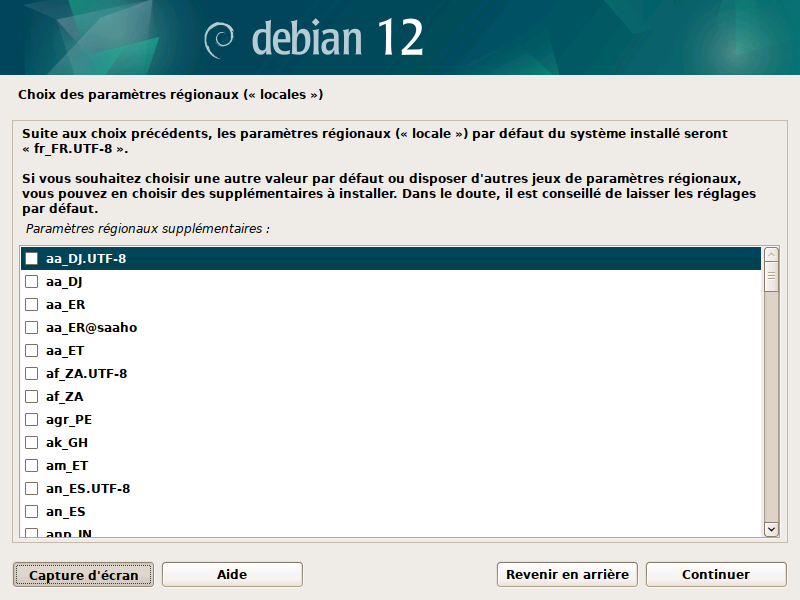 debian 12
Choix des paramètres régionaux (« locales »)
Suite aux choix précédents, les paramètres régionaux (« locale ») par défaut du système installé seront
« fr_FR.UTF-8 ».
Si vous souhaitez choisir une autre valeur par défaut ou disposer d'autres jeux de paramètres régionaux,
vous pouvez en choisir des supplémentaires à installer. Dans le doute, il est conseillé de laisser les réglages
par défaut.
Paramètres régionaux supplémentaires :
aa_DJ.UTF-8
aa_DJ
aa_ER
aa_ER@saaho
aa_ET
af_ZA.UTF-8
af_ZA
agr_PE
ak_GH
am_ET
an_ES.UTF-8
an_ES
anp_IN
Capture d'écran
Aide
Revenir en arrière
Continuer